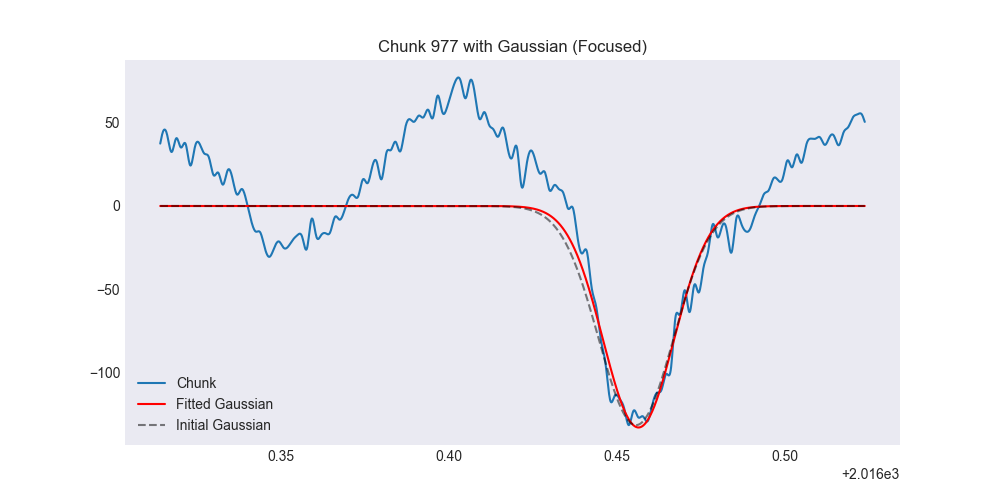 Chunk 977 with Gaussian (Focused)
50
0
−50
−100
Chunk
Fitted Gaussian
Initial Gaussian
0.35
0.40
0.45
0.50
+2.016e3